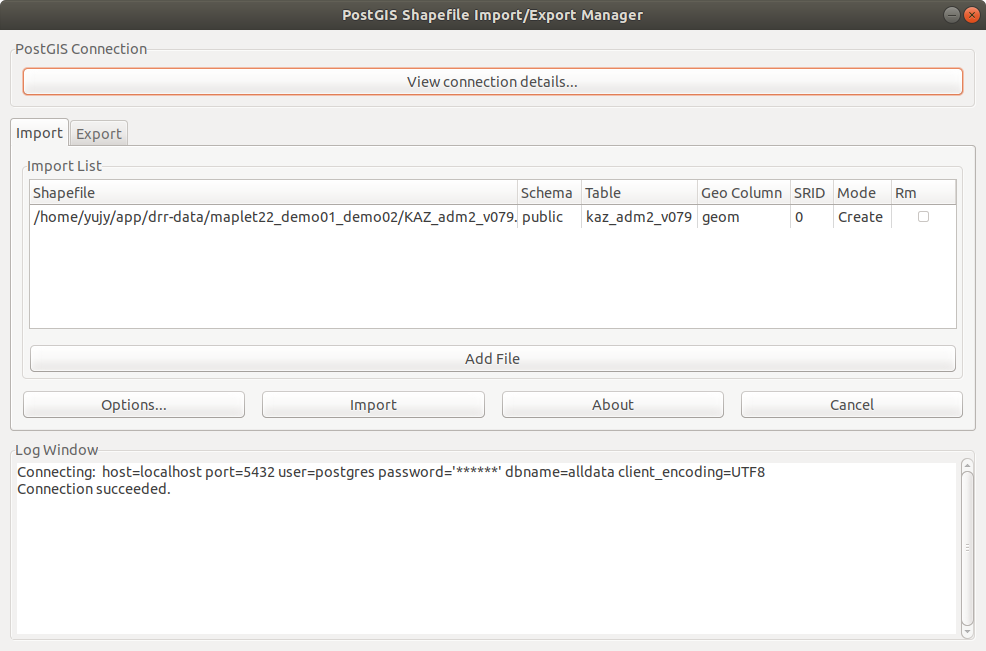 PostGIS Shapefile Import/Export Manager
PostGIS Connection
View connection details...
Import Export
Import List
Shapefile Schema Table Geo Column SRID Mode Rm
/home/yujy/app/drr-data/maplet22_demo01_demo02/KAZ_adm2_v079. public kaz_adm2_v079 geom 0 Create
Add File
Options... Import About Cancel
Log Window
Connecting: host=localhost port=5432 user=postgres password='******' dbname=alldata client_encoding=UTF8
Connection succeeded.